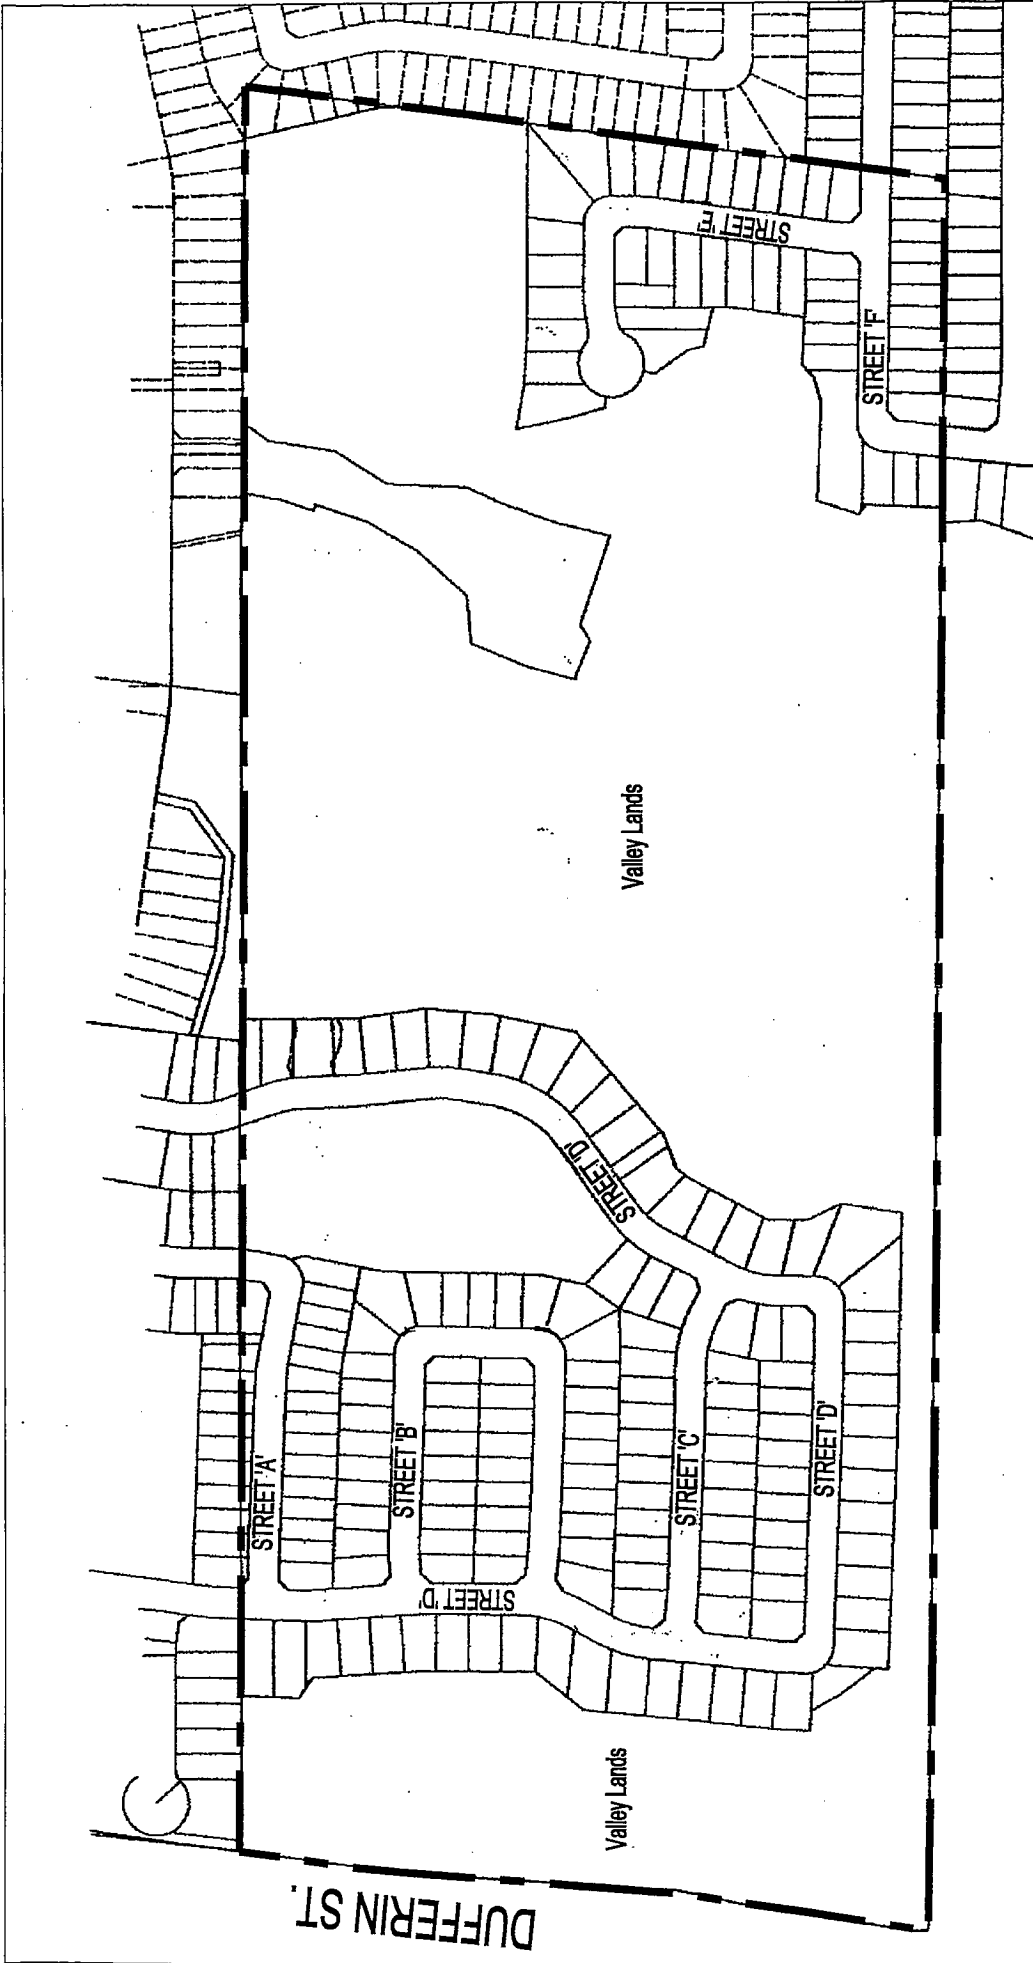 STREET 'E'
STREET 'F'
Valley Lands
STREET 'D'
STREET 'A'
STREET 'B'
STREET 'C'
STREET 'D'
STREET 'D'
Valley Lands
DUFFERIN ST.